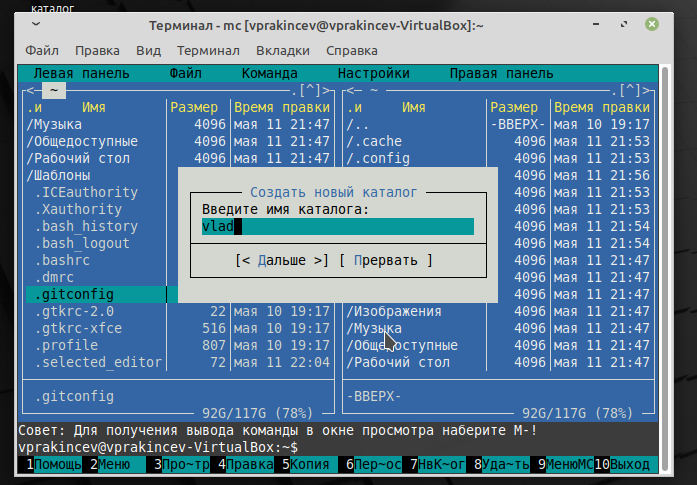 каталог
Терминал - mc [vprakincev@vprakincev-VirtualBox]:~
Файл Правка Вид Терминал Вкладки Справка
Левая панель Файл Команда Настройки Правая панель
<─ ~ .[^]> <─ ~ .[^]>
.и Имя Размер Время правки .и Имя Размер Время правки
/Музыка 4096 мая 11 21:47 /.. -ВВЕРХ- мая 10 19:17
/Общедоступные 4096 мая 11 21:47 /.cache 4096 мая 11 21:53
/Рабочий стол 4096 мая 11 21:47 /.config 4096 мая 11 21:53
/Шаблоны 4096 мая 11 21:56
.ICEauthority Создать новый каталог 4096 мая 11 21:53
.Xauthority Введите имя каталога: 4096 мая 11 21:53
.bash_history vlad 4096 мая 11 21:54
.bash_logout 4096 мая 11 21:54
.bashrc [< Дальше >] [ Прервать ] 4096 мая 11 21:47
.dmrc 4096 мая 11 21:47
.gitconfig 4096 мая 11 21:47
.gtkrc-2.0 22 мая 10 19:17 /Изображения 4096 мая 11 21:47
.gtkrc-xfce 516 мая 10 19:17 /Музыка 4096 мая 11 21:47
.profile 807 мая 10 19:17 /Общедоступные 4096 мая 11 21:47
.selected_editor 72 мая 11 22:04 /Рабочий стол 4096 мая 11 21:47
.gitconfig -ВВЕРХ-
92G/117G (78%) 92G/117G (78%)
Совет: Для получения вывода команды в окне просмотра наберите M-!
vprakincev@vprakincev-VirtualBox:~$
1Помощь 2Меню 3Про~тр 4Правка 5Копия 6Пер~ос 7НвК~ог 8Уда~ть 9МенюMC 10Выход